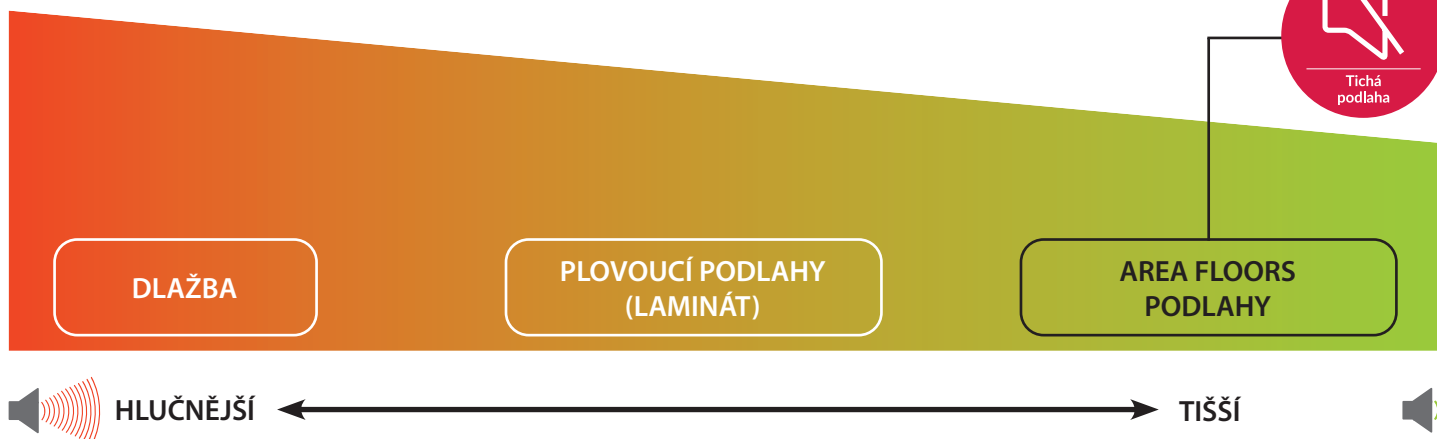 Tichá
podlaha
DLAŽBA
PLOVOUCÍ PODLAHY
(LAMINÁT)
AREA FLOORS
PODLAHY
HLUČNĚJŠÍ
TIŠŠÍ